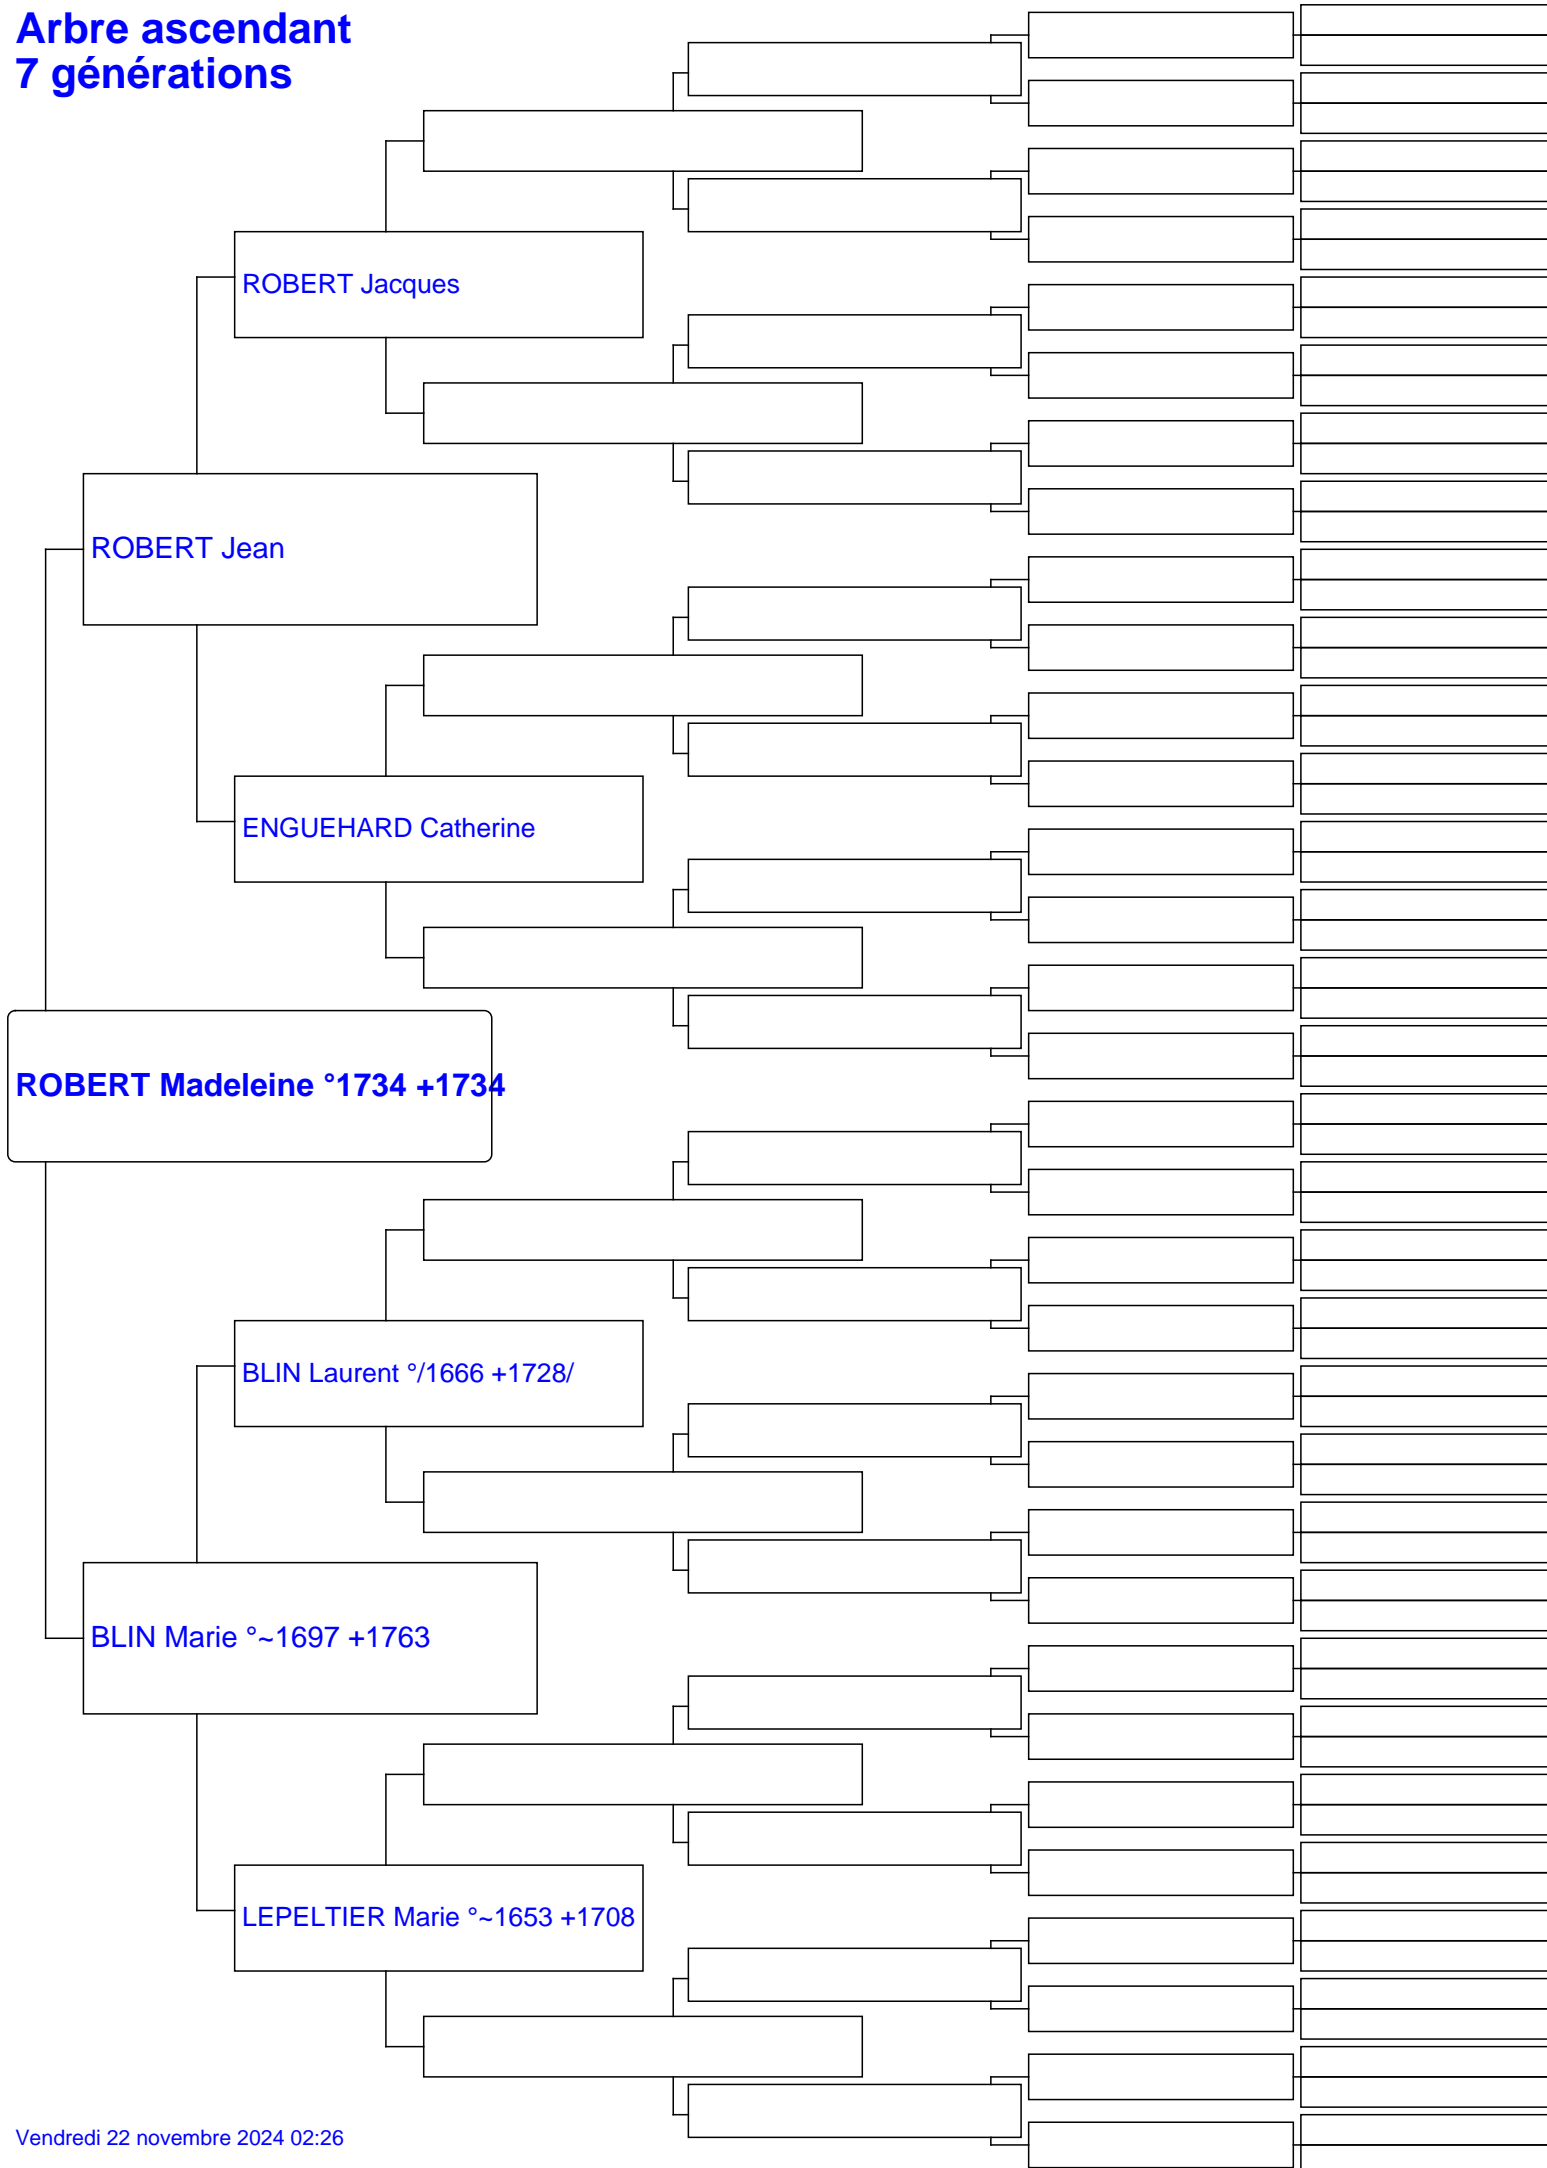 Arbre ascendant
7 générations
ROBERT Jacques
ROBERT Jean
ENGUEHARD Catherine
ROBERT Madeleine °1734 +1734
BLIN Laurent °/1666 +1728/
BLIN Marie °~1697 +1763
LEPELTIER Marie °~1653 +1708
Vendredi 22 novembre 2024 02:26